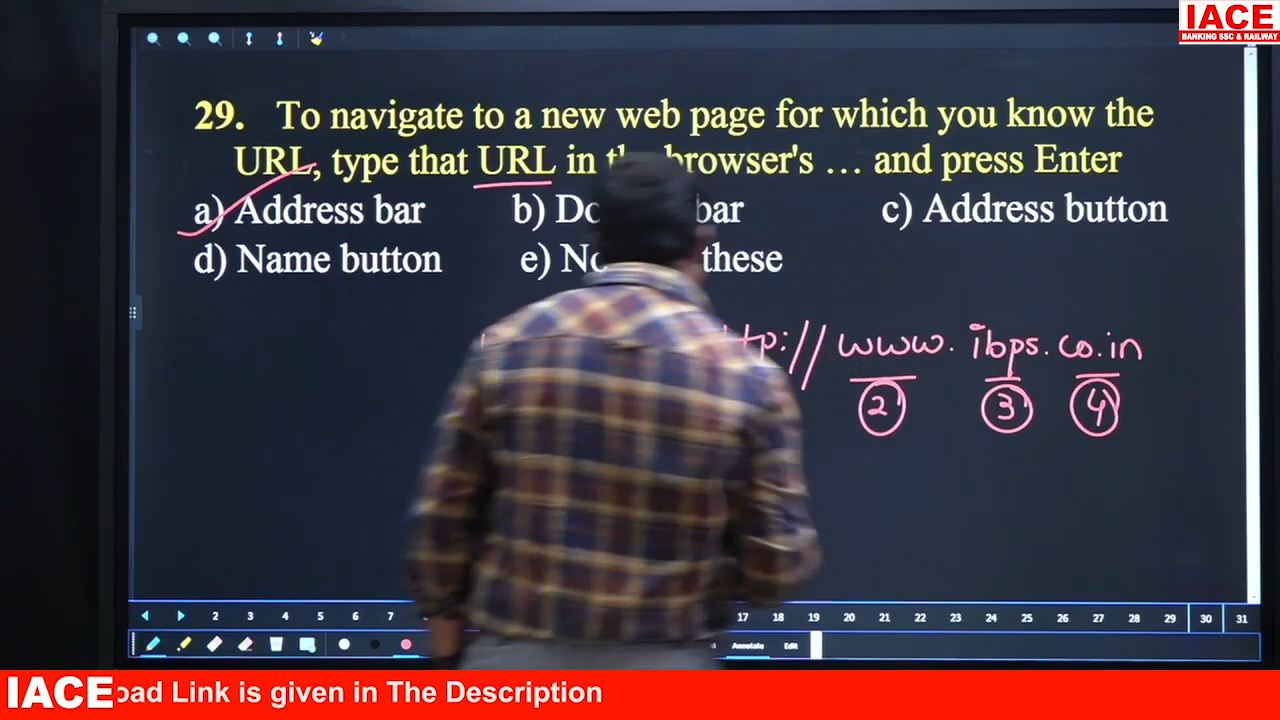 IACE
BANKING SSC & RAILWAY
29. To navigate to a new web page for which you know the
URL, type that URL in the browser's … and press Enter
a) Address bar b) bar c) Address button
d) Name button e) these
tp:// www. ibps. co.in
2 3 4
2 3 4 5 6 7 17 18 19 20 21 22 23 24 25 26 27 28 29 30 31
Annotate Edit
IACE oad Link is given in The Description